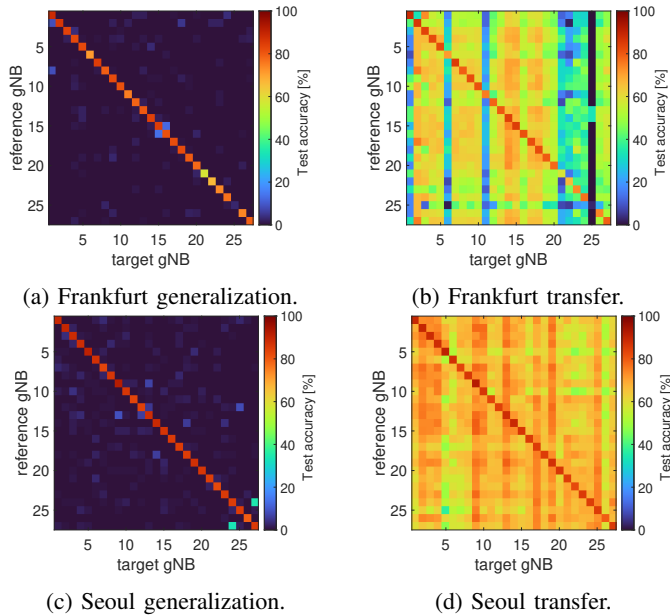 100
80
60
40
20
0
Test accuracy [%]
5
10
15
20
25
reference gNB
5 10 15 20 25
target gNB
(a) Frankfurt generalization.
100
80
60
40
20
0
Test accuracy [%]
5
10
15
20
25
reference gNB
5 10 15 20 25
target gNB
(b) Frankfurt transfer.
100
80
60
40
20
0
Test accuracy [%]
5
10
15
20
25
reference gNB
5 10 15 20 25
target gNB
(c) Seoul generalization.
100
80
60
40
20
0
Test accuracy [%]
5
10
15
20
25
reference gNB
5 10 15 20 25
target gNB
(d) Seoul transfer.